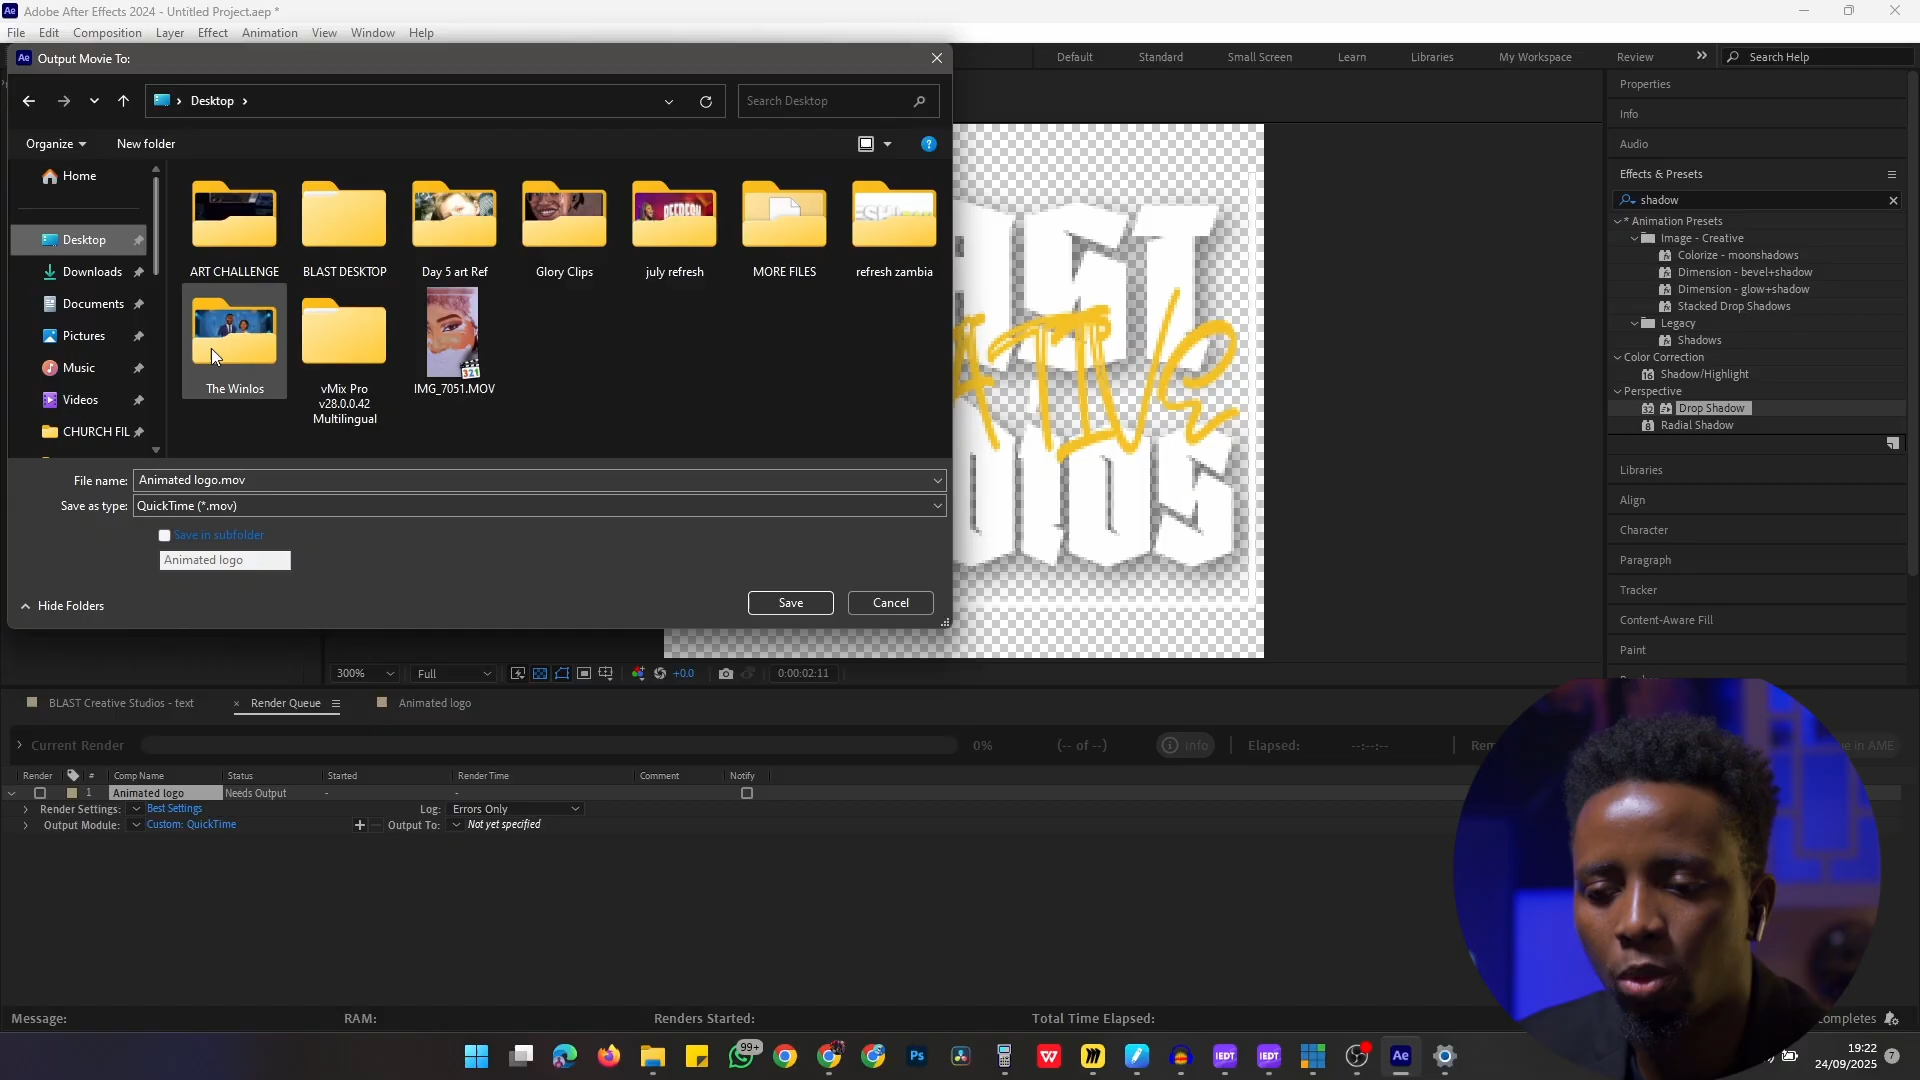 Adobe After Effects 2024 - Untitled Project.aep *
File Edit Composition Layer Effect Animation View Window Help
Output Movie To:
Default Standard Small Screen Learn Libraries My Workspace Review Search Help
Desktop
Search Desktop
Organize New folder
Home
Desktop
Downloads
Documents
Pictures
Music
Videos
CHURCH FIL
ART CHALLENGE
BLAST DESKTOP
Day 5 art Ref
Glory Clips
july refresh
MORE FILES
refresh zambia
The Winlos
vMix Pro
v28.0.0.42
Multilingual
IMG_7051.MOV
File name: Animated logo.mov
Save as type: QuickTime (*.mov)
Save in subfolder
Animated logo
Hide Folders
Save Cancel
Properties
Info
Audio
Effects & Presets
shadow
* Animation Presets
Image - Creative
Colorize - moonshadows
Dimension - bevel+shadow
Dimension - glow+shadow
Stacked Drop Shadows
Legacy
Shadows
Color Correction
Shadow/Highlight
Perspective
Drop Shadow
Radial Shadow
Libraries
Align
Character
Paragraph
Tracker
Content-Aware Fill
Paint
300% Full +0.0 0:00:02:11
BLAST Creative Studios - text Render Queue Animated logo
Current Render 0% (-- of --) Info Elapsed: --:--:--
Render # Comp Name Status Started Render Time Comment Notify
1 Animated logo Needs Output - -
Render Settings: Best Settings Log: Errors Only
Output Module: Custom: QuickTime Output To: Not yet specified
Message: RAM: Renders Started: Total Time Elapsed:
99+
19:22
24/09/2025